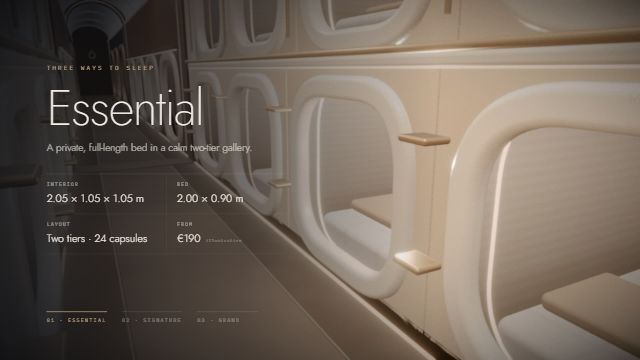 THREE WAYS TO SLEEP
Essential
A private, full-length bed in a calm two-tier gallery.
INTERIOR
2.05 × 1.05 × 1.05 m
BED
2.00 × 0.90 m
LAYOUT
Two tiers · 24 capsules
FROM
€190
01 · ESSENTIAL
02 · SIGNATURE
03 · GRAND